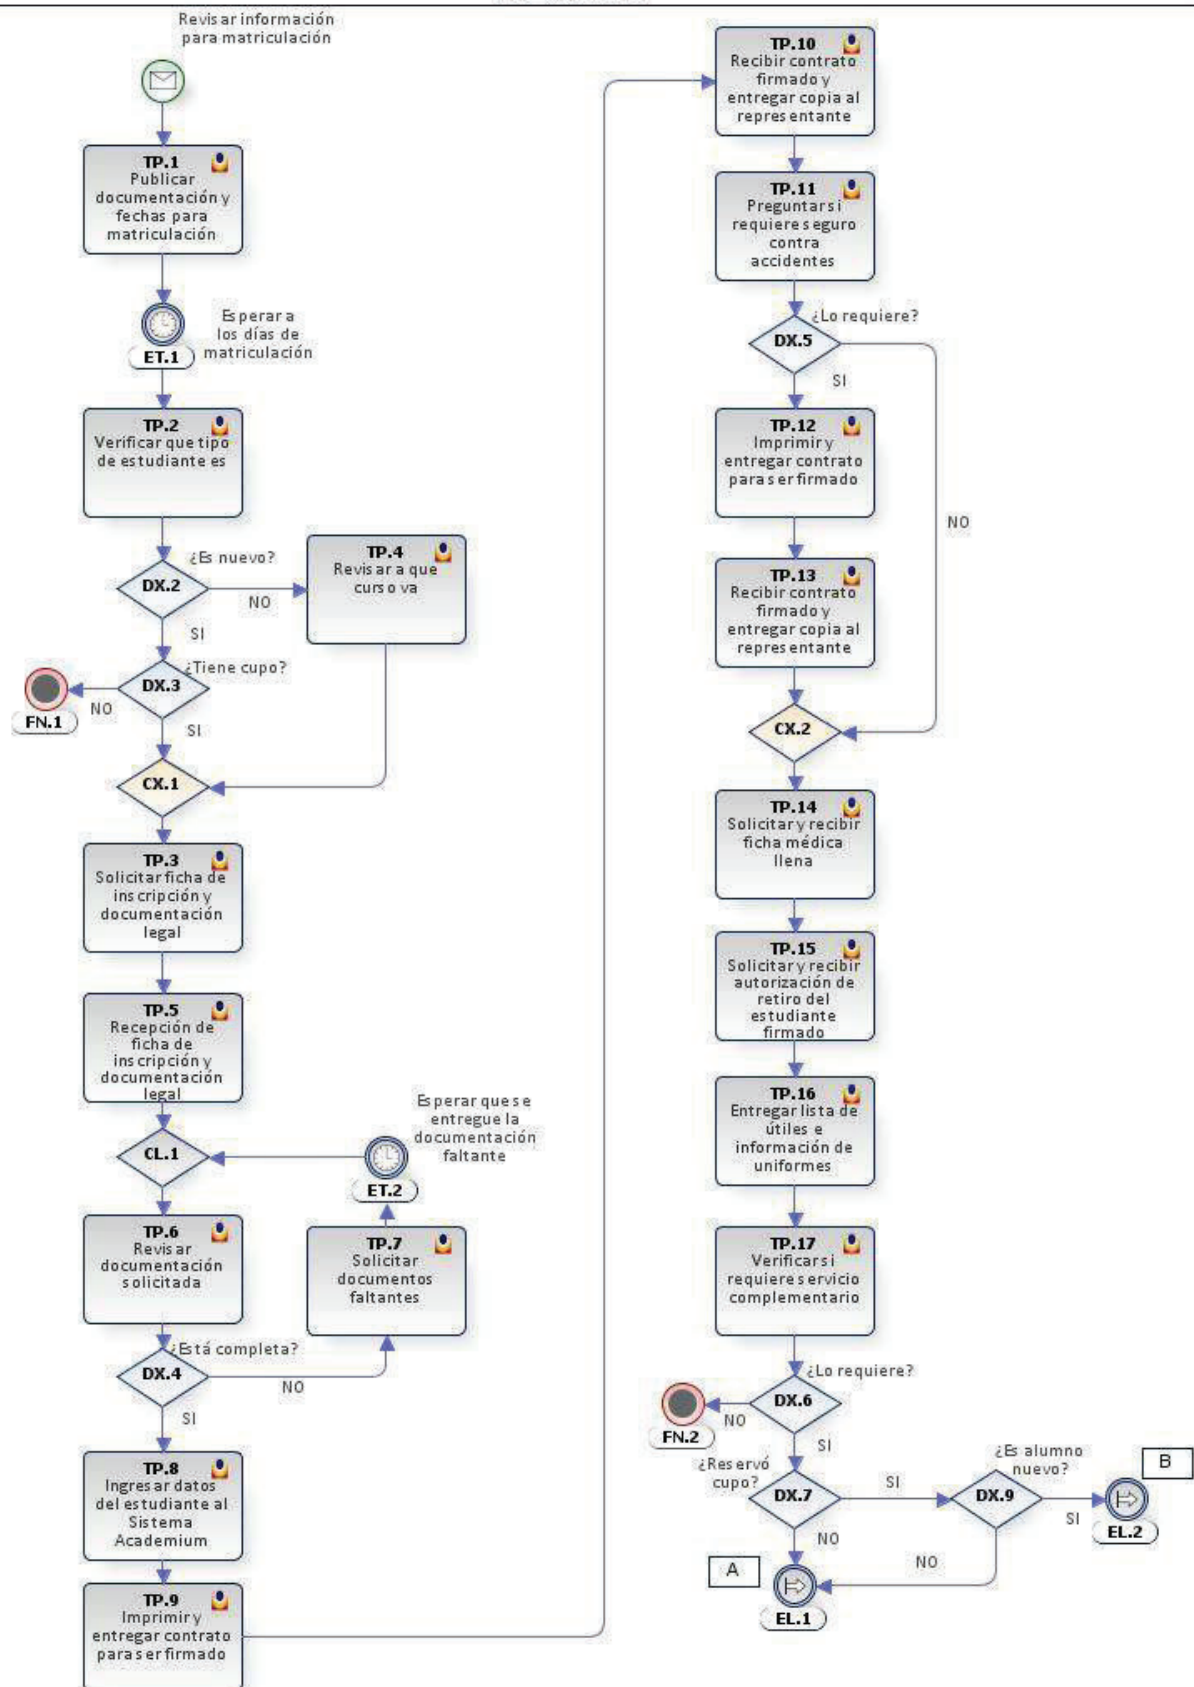 Revisar información
para matriculación
TP.1
Publicar
documentación y
fechas para
matriculación
Esperar a
los días de
matriculación
ET.1
TP.2
Verificar que tipo
de estudiante es
¿Es nuevo?
DX.2
NO
SI
TP.4
Revisar a que
curso va
¿Tiene cupo?
DX.3
NO
FN.1
SI
CX.1
TP.3
Solicitar ficha de
inscripción y
documentación
legal
TP.5
Recepción de
ficha de
inscripción y
documentación
legal
CL.1
Esperar que se
entregue la
documentación
faltante
ET.2
TP.6
Revisar
documentación
solicitada
TP.7
Solicitar
documentos
faltantes
¿Está completa?
DX.4
NO
SI
TP.8
Ingresar datos
del estudiante al
Sistema
Academium
TP.9
Imprimir y
entregar contrato
para ser firmado
TP.10
Recibir contrato
firmado y
entregar copia al
representante
TP.11
Preguntar si
requiere seguro
contra
accidentes
¿Lo requiere?
DX.5
SI
NO
TP.12
Imprimir y
entregar contrato
para ser firmado
TP.13
Recibir contrato
firmado y
entregar copia al
representante
CX.2
TP.14
Solicitar y recibir
ficha médica
llena
TP.15
Solicitar y recibir
autorización de
retiro del
estudiante
firmado
TP.16
Entregar lista de
útiles e
información de
uniformes
TP.17
Verificar si
requiere servicio
complementario
¿Lo requiere?
DX.6
NO
FN.2
SI
¿Reservó
cupo?
DX.7
SI
¿Es alumno
nuevo?
DX.9
SI
B
EL.2
NO
NO
A
EL.1